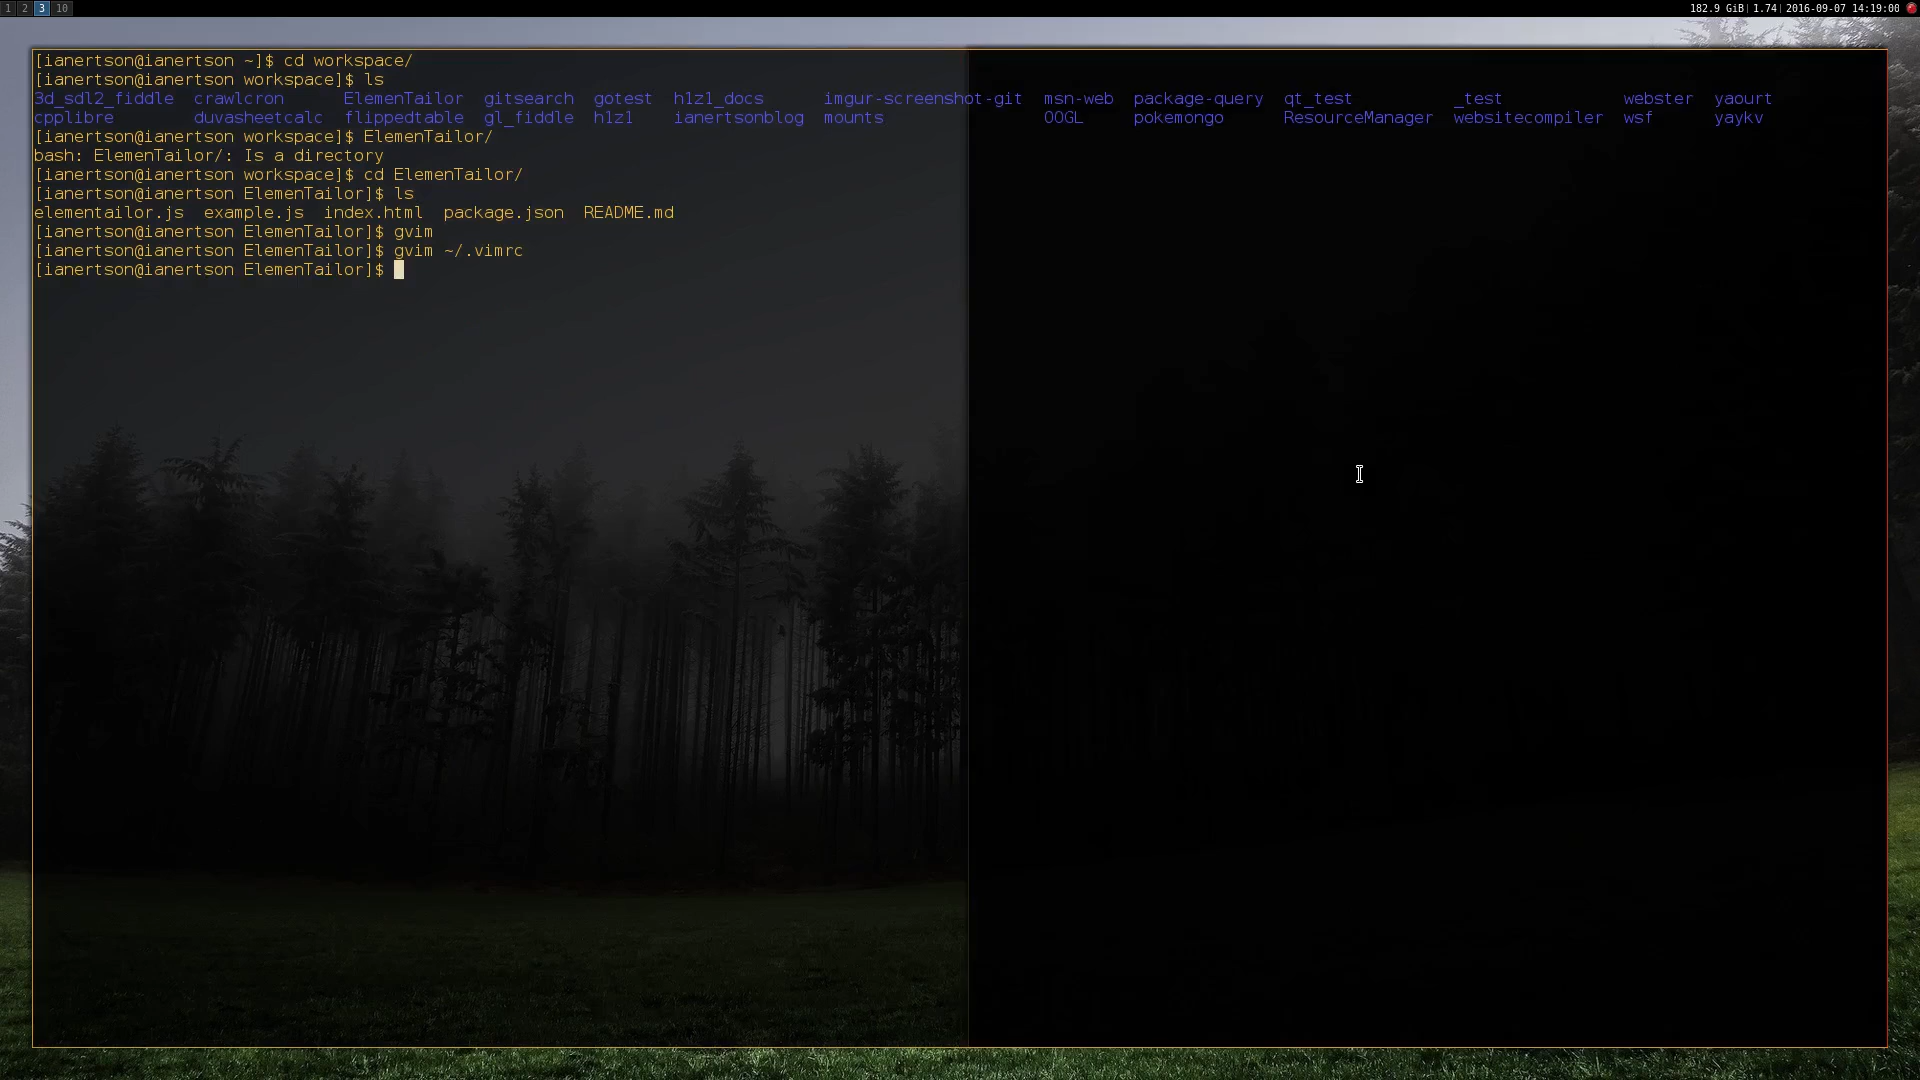 1 2 3 10 182.9 GiB| 1.74| 2016-09-07 14:19:00
[ianertson@ianertson ~]$ cd workspace/
[ianertson@ianertson workspace]$ ls
3d_sdl2_fiddle crawlcron ElemenTailor gitsearch gotest h1z1_docs imgur-screenshot-git msn-web package-query qt_test _test webster yaourt
cpplibre duvasheetcalc flippedtable gl_fiddle h1z1 ianertsonblog mounts OOGL pokemongo ResourceManager websitecompiler wsf yaykv
[ianertson@ianertson workspace]$ ElemenTailor/
bash: ElemenTailor/: Is a directory
[ianertson@ianertson workspace]$ cd ElemenTailor/
[ianertson@ianertson ElemenTailor]$ ls
elementailor.js example.js index.html package.json README.md
[ianertson@ianertson ElemenTailor]$ gvim
[ianertson@ianertson ElemenTailor]$ gvim ~/.vimrc
[ianertson@ianertson ElemenTailor]$